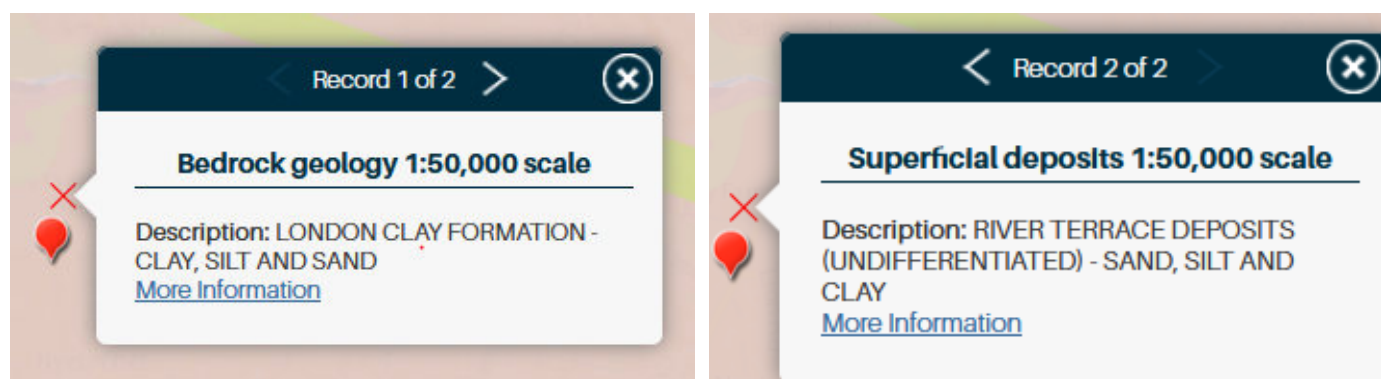 Record 1 of 2
Bedrock geology 1:50,000 scale
Description: LONDON CLAY FORMATION -
CLAY, SILT AND SAND
More Information
Record 2 of 2
Superficial deposits 1:50,000 scale
Description: RIVER TERRACE DEPOSITS
(UNDIFFERENTIATED) - SAND, SILT AND
CLAY
More Information